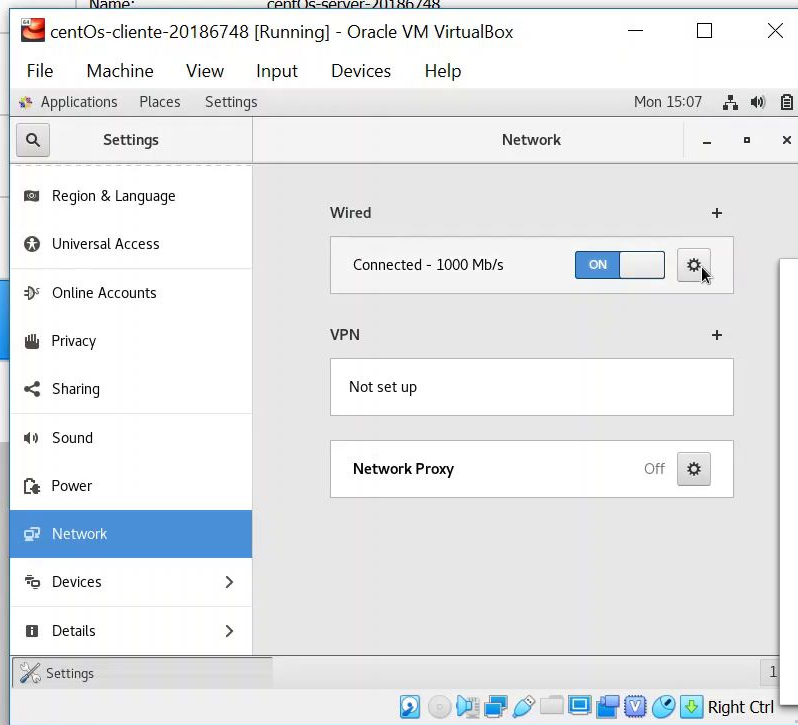 Name: centOs-server-20186748
centOs-cliente-20186748 [Running] - Oracle VM VirtualBox
File Machine View Input Devices Help
Applications Places Settings Mon 15:07
Settings Network
Region & Language
Universal Access
Online Accounts
Privacy
Sharing
Sound
Power
Network
Devices
Details
Wired
Connected - 1000 Mb/s ON
VPN
Not set up
Network Proxy Off
Settings 1
Right Ctrl